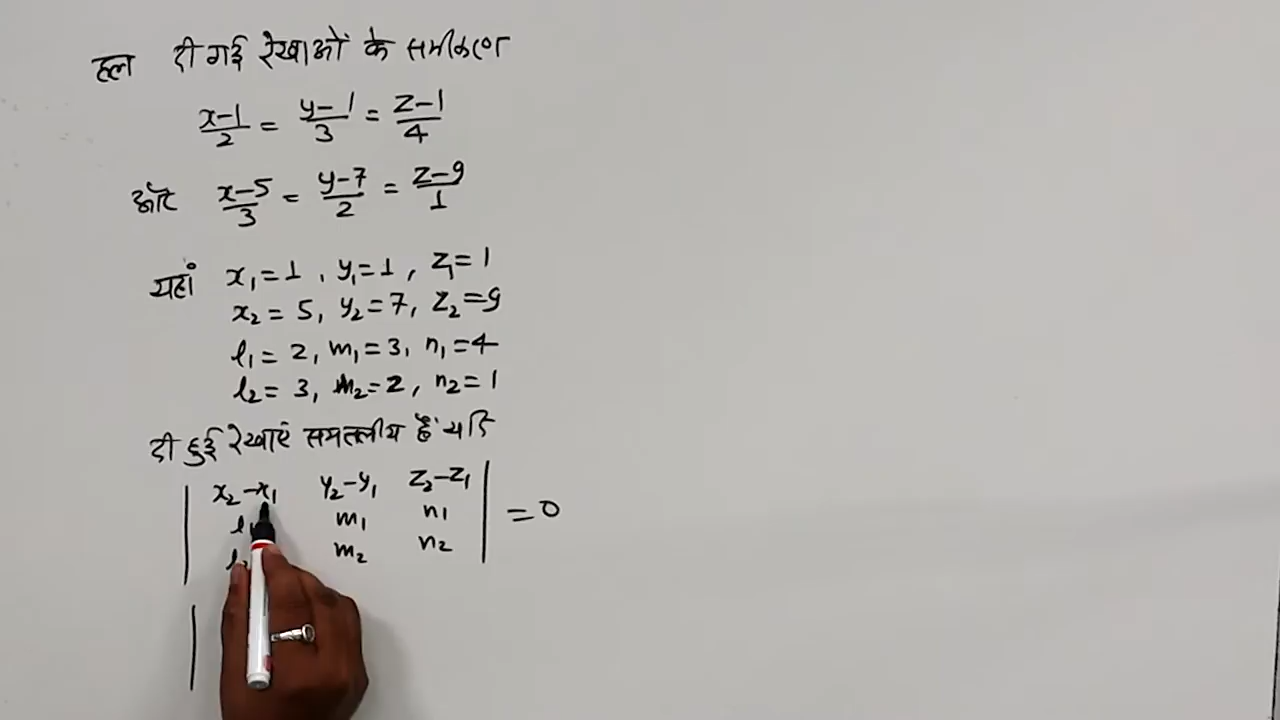 हल दी गई रेखाओं के समीकरण
x-1/2 = y-1/3 = z-1/4
और x-5/3 = y-7/2 = z-9/1
यहां x₁=1, y₁=1, z₁=1
x₂=5, y₂=7, z₂=9
l₁=2, m₁=3, n₁=4
l₂=3, m₂=2, n₂=1
दी हुई रेखाएं समतलीय हैं यदि
| x₂-x₁ y₂-y₁ z₂-z₁ |
| l₁ m₁ n₁ | = 0
| l₂ m₂ n₂ |
|